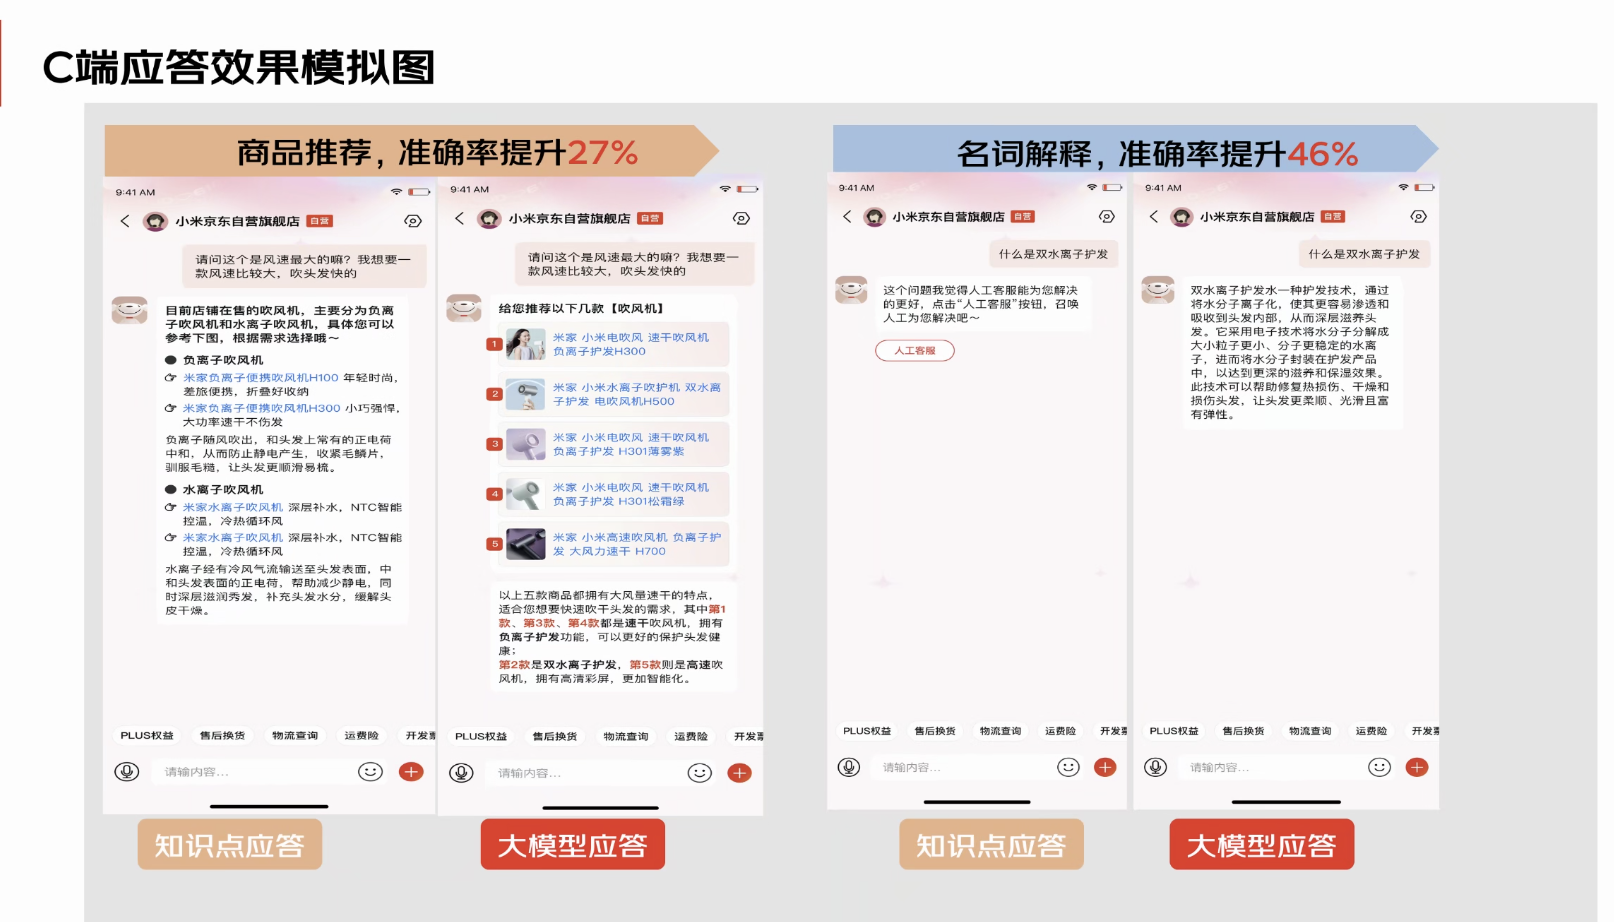 C端应答效果模拟图
商品推荐，准确率提升27%
9:41 AM
小米京东自营旗舰店 自营
请问这个是风速最大的嘛？我想要一
款风速比较大，吹头发快的
目前店铺在售的吹风机，主要分为负离
子吹风机和水离子吹风机，具体您可以
参考下图，根据需求选择哦～
● 负离子吹风机
米家负离子便携吹风机H100 年轻时尚，
差旅便携，折叠好收纳
米家负离子便携吹风机H300 小巧强悍，
大功率速干不伤发
负离子随风吹出，和头发上常有的正电荷
中和，从而防止静电产生，收紧毛鳞片，
驯服毛糙，让头发更顺滑易梳。
● 水离子吹风机
米家水离子吹风机 深层补水，NTC智能
控温，冷热循环风
米家水离子吹风机 深层补水，NTC智能
控温，冷热循环风
水离子经有冷风气流输送至头发表面，中
和头发表面的正电荷，帮助减少静电，同
时深层滋润秀发，补充头发水分，缓解头
皮干燥。
PLUS权益 售后换货 物流查询 运费险 开发票
请输内容...
知识点应答
9:41 AM
小米京东自营旗舰店 自营
请问这个是风速最大的嘛？我想要一
款风速比较大，吹头发快的
给您推荐以下几款【吹风机】
1 米家 小米电吹风 速干吹风机
负离子护发H300
2 米家 小米水离子吹护机 双水离
子护发 电吹风机H500
3 米家 小米电吹风 速干吹风机
负离子护发 H301薄雾紫
4 米家 小米电吹风 速干吹风机
负离子护发 H301松霜绿
5 米家 小米高速吹风机 负离子护
发 大风力速干 H700
以上五款商品都拥有大风量速干的特点，
适合您想要快速吹干头发的需求，其中第1
款、第3款、第4款都是速干吹风机，拥有
负离子护发功能，可以更好的保护头发健
康；
第2款是双水离子护发，第5款则是高速吹
风机，拥有高清彩屏，更加智能化。
PLUS权益 售后换货 物流查询 运费险 开发票
请输内容...
大模型应答
名词解释，准确率提升46%
9:41 AM
小米京东自营旗舰店 自营
什么是双水离子护发
这个问题我觉得人工客服能为您解决
的更好，点击“人工客服”按钮，召唤
人工为您解决吧～
人工客服
PLUS权益 售后换货 物流查询 运费险 开发票
请输内容...
知识点应答
9:41 AM
小米京东自营旗舰店 自营
什么是双水离子护发
双水离子护发水一种护发技术，通过
将水分子离子化，使其更容易渗透和
吸收到头发内部，从而深层滋养头
发。它采用电子技术将水分子分解成
大小粒子更小、分子更稳定的水离
子，进而将水分子封装在护发产品
中，以达到更深的滋养和保湿效果。
此技术可以帮助修复热损伤、干燥和
损伤头发，让头发更柔顺、光滑且富
有弹性。
PLUS权益 售后换货 物流查询 运费险 开发票
请输内容...
大模型应答